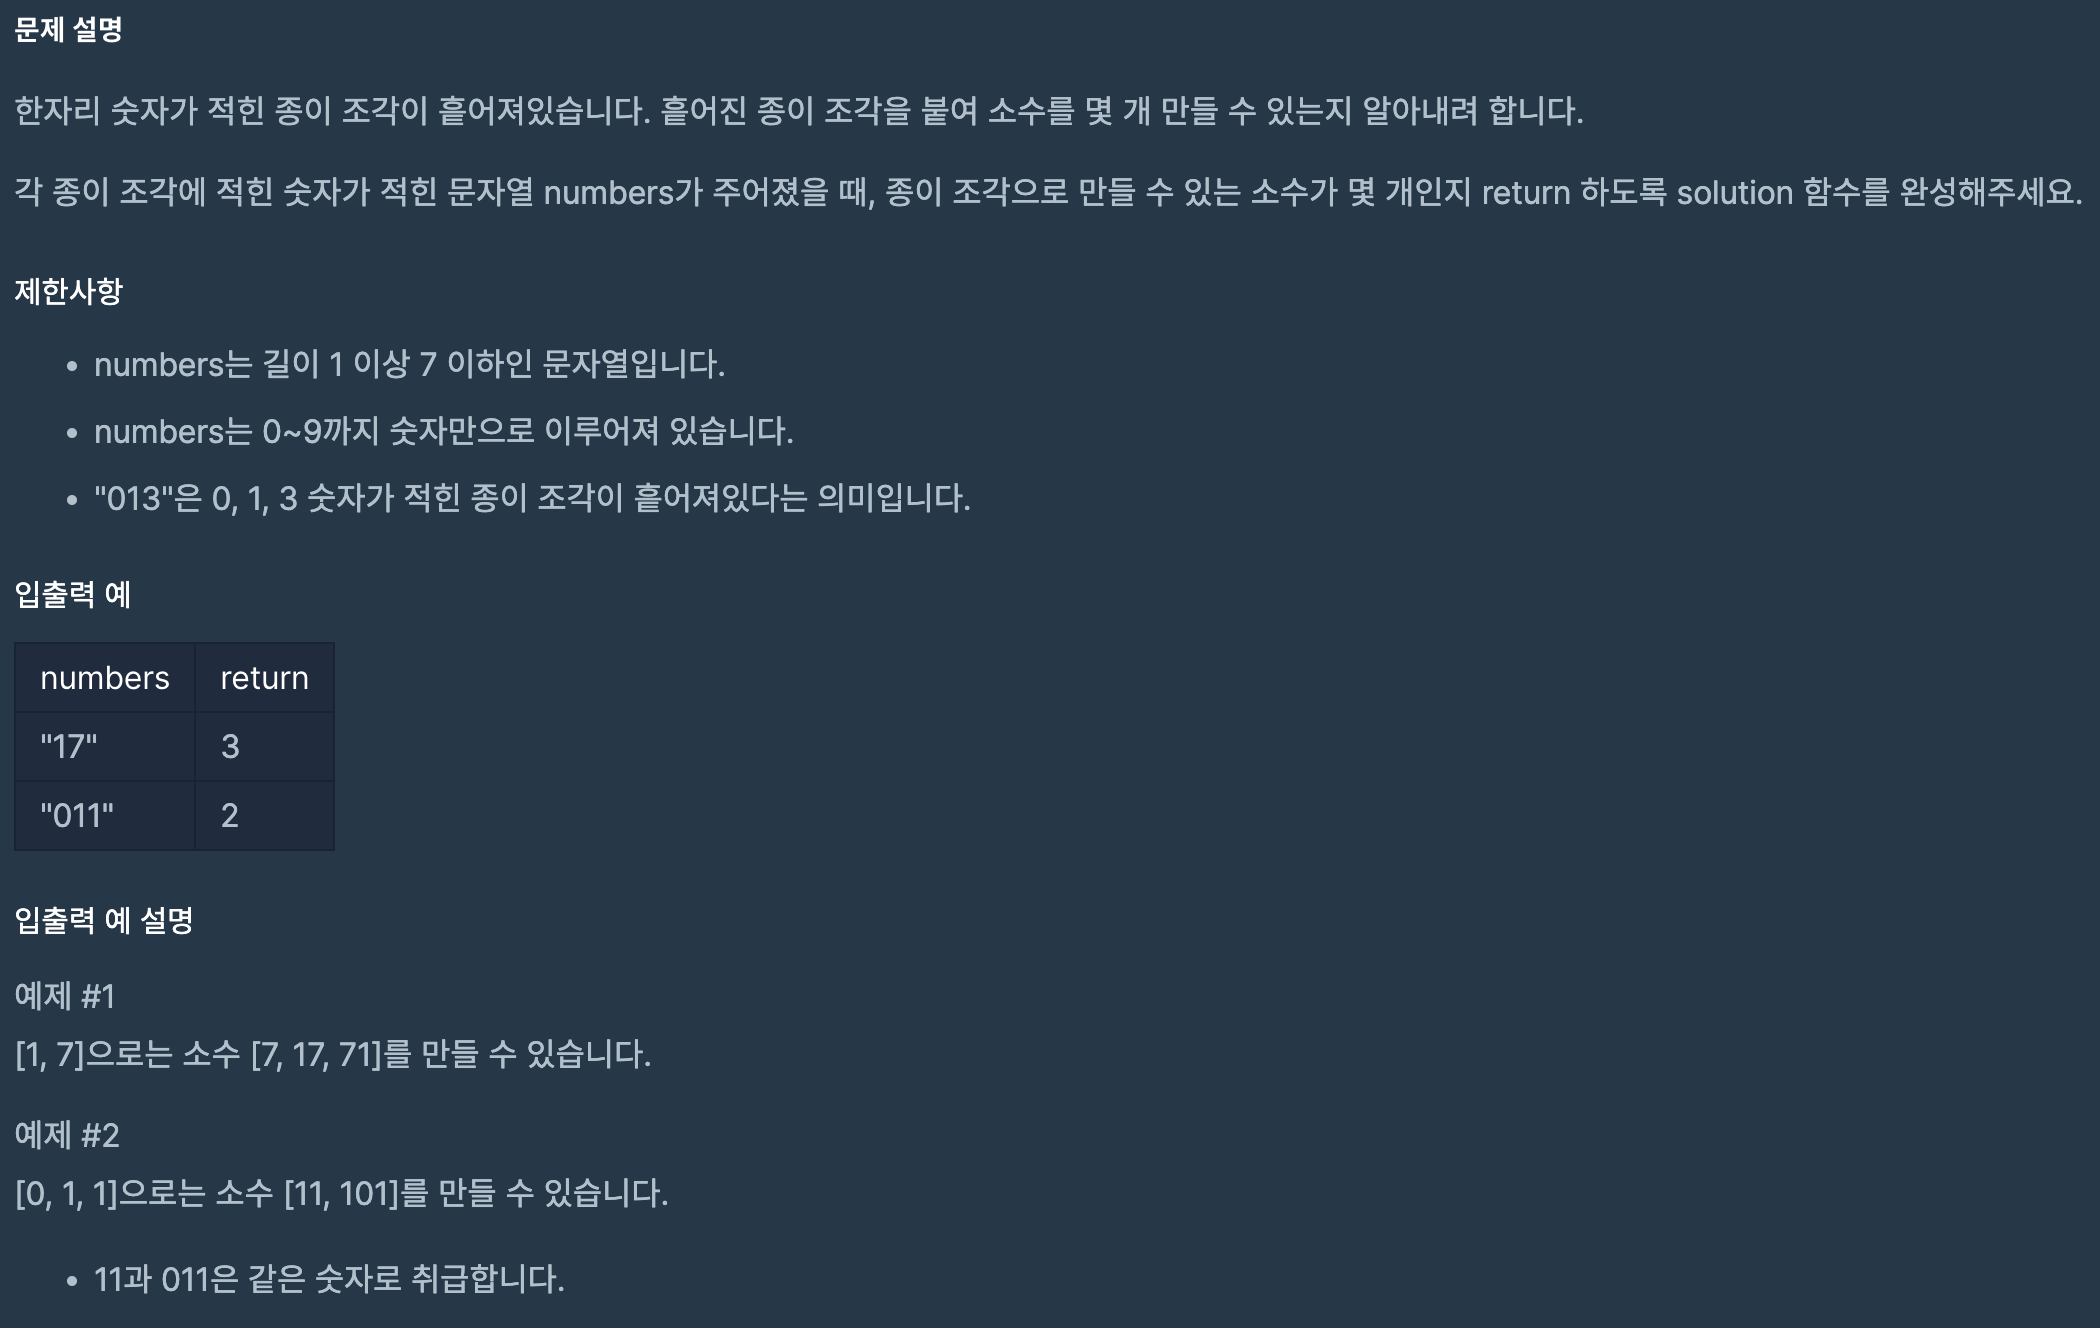 문제 설명
한자리 숫자가 적힌 종이 조각이 흩어져있습니다. 흩어진 종이 조각을 붙여 소수를 몇 개 만들 수 있는지 알아내려 합니다.
각 종이 조각에 적힌 숫자가 적힌 문자열 numbers가 주어졌을 때, 종이 조각으로 만들 수 있는 소수가 몇 개인지 return 하도록 solution 함수를 완성해주세요.
제한사항
• numbers는 길이 1 이상 7 이하인 문자열입니다.
• numbers는 0~9까지 숫자만으로 이루어져 있습니다.
• "013"은 0, 1, 3 숫자가 적힌 종이 조각이 흩어져있다는 의미입니다.
입출력 예
numbers return
"17" 3
"011" 2
입출력 예 설명
예제 #1
[1, 7]으로는 소수 [7, 17, 71]를 만들 수 있습니다.
예제 #2
[0, 1, 1]으로는 소수 [11, 101]를 만들 수 있습니다.
• 11과 011은 같은 숫자로 취급합니다.